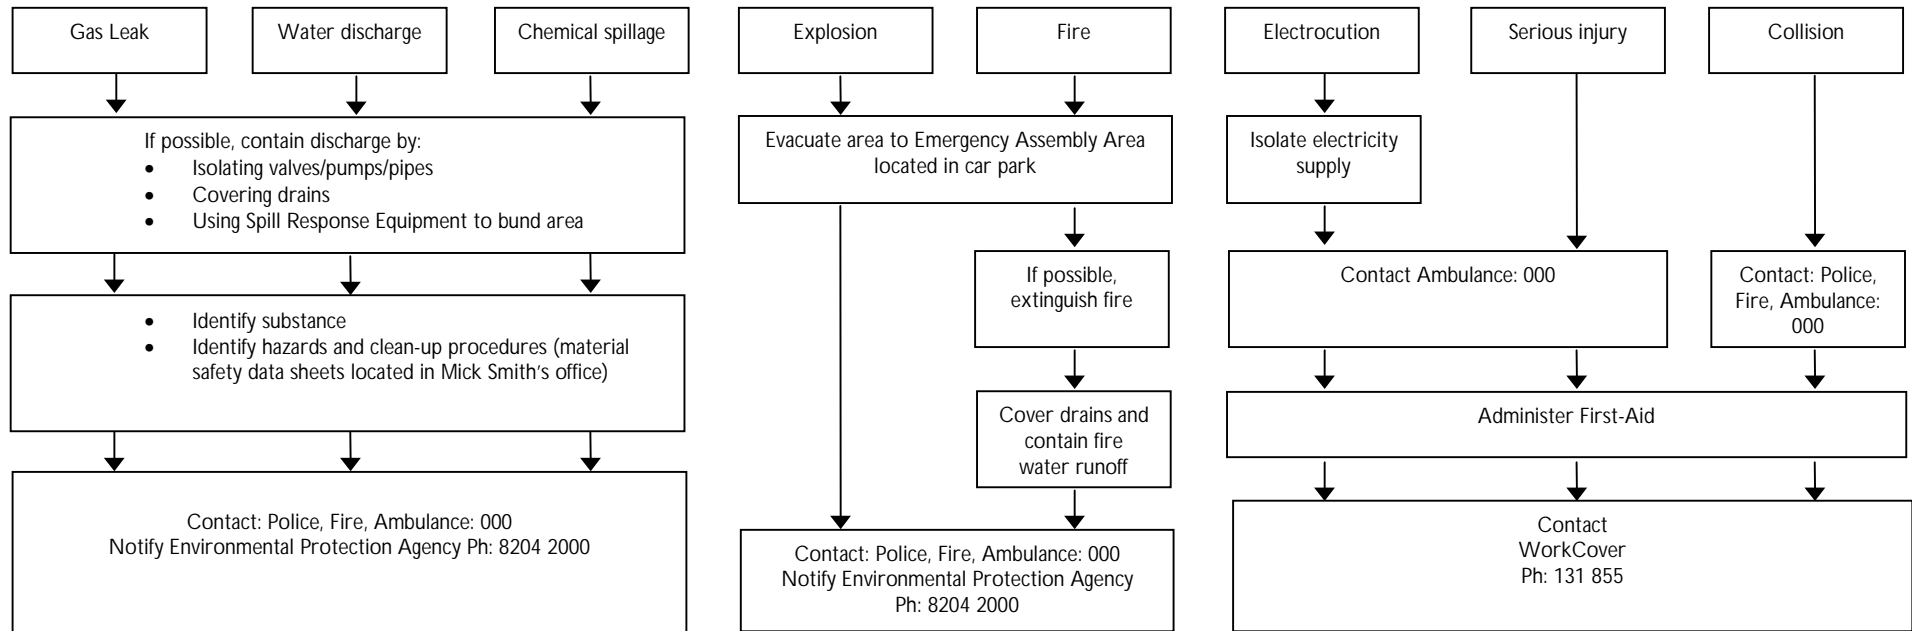 Gas Leak
Water discharge
Chemical spillage
Explosion
Fire
Electrocution
Serious injury
Collision
If possible, contain discharge by:
• Isolating valves/pumps/pipes
• Covering drains
• Using Spill Response Equipment to bund area
Evacuate area to Emergency Assembly Area
located in car park
Isolate electricity
supply
• Identify substance
• Identify hazards and clean-up procedures (material
safety data sheets located in Mick Smith's office)
If possible,
extinguish fire
Contact Ambulance: 000
Contact: Police,
Fire, Ambulance:
000
Cover drains and
contain fire
water runoff
Administer First-Aid
Contact: Police, Fire, Ambulance: 000
Notify Environmental Protection Agency Ph: 8204 2000
Contact: Police, Fire, Ambulance: 000
Notify Environmental Protection Agency
Ph: 8204 2000
Contact
WorkCover
Ph: 131 855